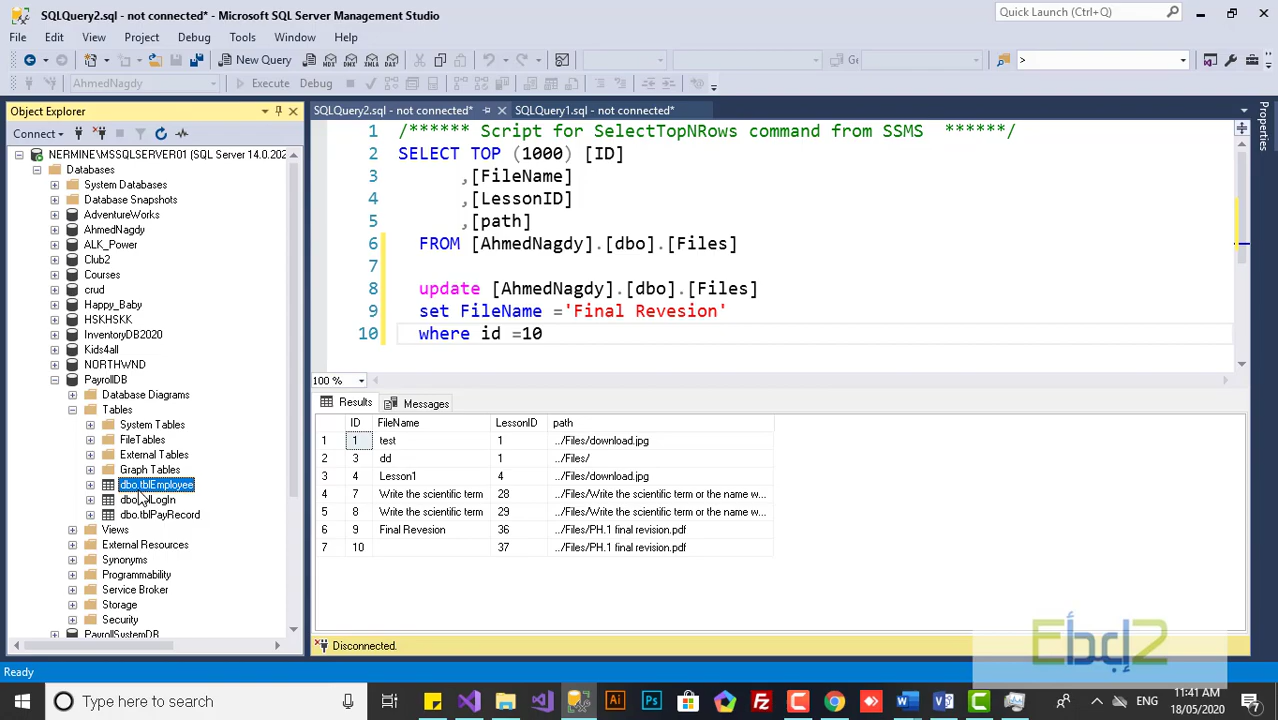 SQLQuery2.sql - not connected* - Microsoft SQL Server Management Studio
Quick Launch (Ctrl+Q)
File Edit View Project Debug Tools Window Help
New Query
MDX DMX XMLA DAX
>
AhmedNagdy
Execute Debug
Object Explorer
SQLQuery2.sql - not connected*
SQLQuery1.sql - not connected*
Properties
Connect
NERMINE\MSSQLSERVER01 (SQL Server 14.0.202
Databases
System Databases
Database Snapshots
AdventureWorks
AhmedNagdy
ALK_Power
Club2
Courses
crud
Happy_Baby
HSKHSKK
InventoryDB2020
Kids4all
NORTHWND
PayrollDB
Database Diagrams
Tables
System Tables
FileTables
External Tables
Graph Tables
dbo.tblEmployee
dbo.tblLogIn
dbo.tblPayRecord
Views
External Resources
Synonyms
Programmability
Service Broker
Storage
Security
PayrollSystemDB
1 /****** Script for SelectTopNRows command from SSMS ******/
2 SELECT TOP (1000) [ID]
3 ,[FileName]
4 ,[LessonID]
5 ,[path]
6 FROM [AhmedNagdy].[dbo].[Files]
7
8 update [AhmedNagdy].[dbo].[Files]
9 set FileName ='Final Revesion'
10 where id =10
100 %
Results Messages
ID FileName LessonID path
1 1 test 1 ../Files/download.jpg
2 3 dd 1 ../Files/
3 4 Lesson1 4 ../Files/download.jpg
4 7 Write the scientific term 28 ../Files/Write the scientific term or the name w...
5 8 Write the scientific term 29 ../Files/Write the scientific term or the name w...
6 9 Final Revesion 36 ../Files/PH.1 final revision.pdf
7 10 37 ../Files/PH.1 final revision.pdf
Disconnected.
Ready
Type here to search
ENG
11:41 AM
18/05/2020